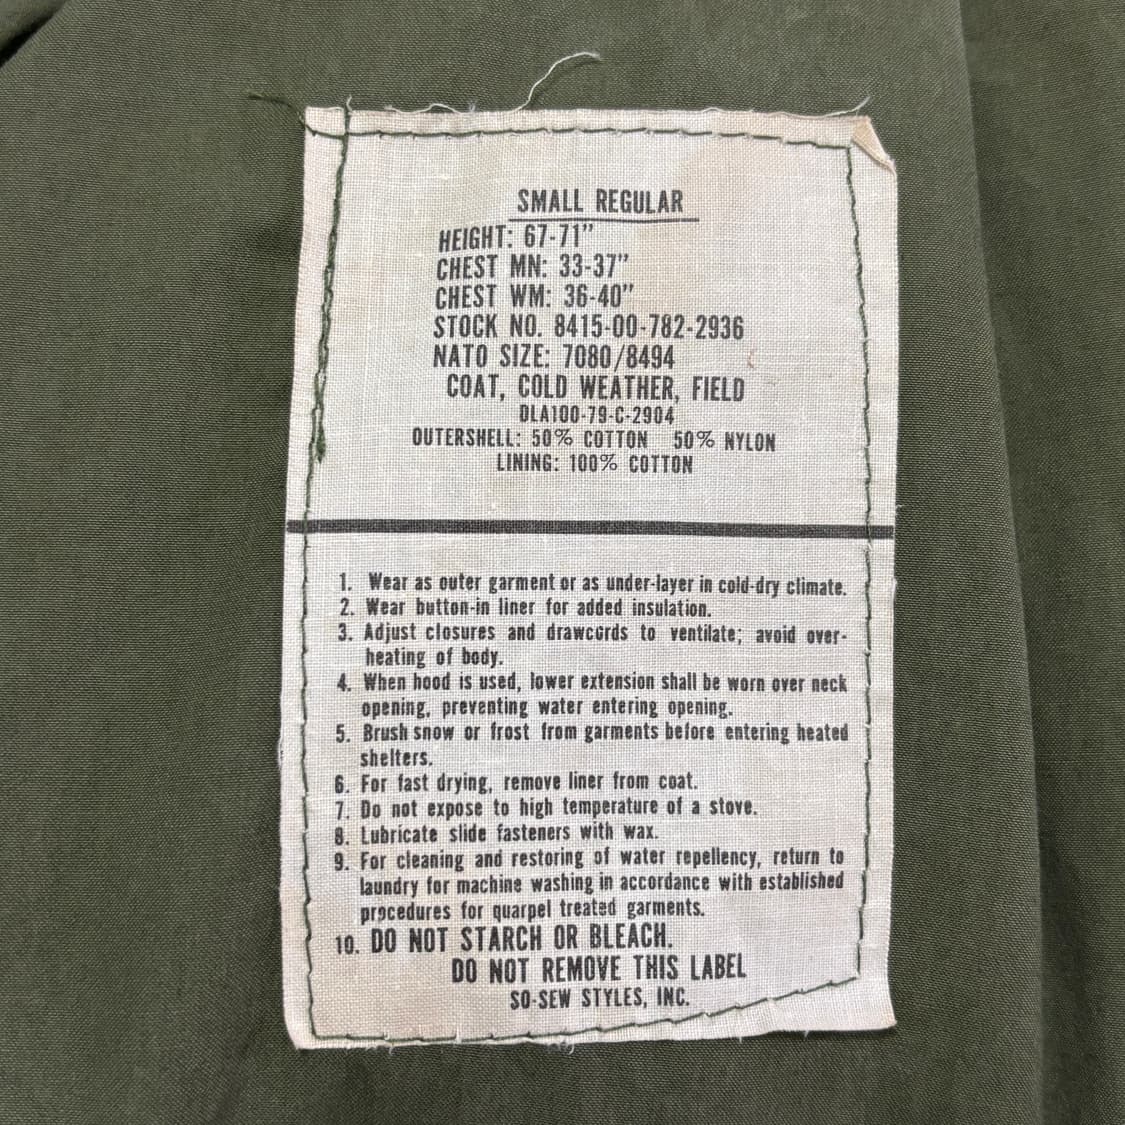 SMALL REGULAR
HEIGHT: 67-71"
CHEST MN: 33-37"
CHEST WM: 36-40"
STOCK NO. 8415-00-782-2936
NATO SIZE: 7080/8494
COAT, COLD WEATHER, FIELD
DLA100-79-C-2904
OUTERSHELL: 50% COTTON 50% NYLON
LINING: 100% COTTON
1. Wear as outer garment or as under-layer in cold-dry climate.
2. Wear button-in liner for added insulation.
3. Adjust closures and drawcords to ventilate; avoid over-
heating of body.
4. When hood is used, lower extension shall be worn over neck
opening, preventing water entering opening.
5. Brush snow or frost from garments before entering heated
shelters.
6. For fast drying, remove liner from coat.
7. Do not expose to high temperature of a stove.
8. Lubricate slide fasteners with wax.
9. For cleaning and restoring of water repellency, return to
laundry for machine washing in accordance with established
procedures for quarpel treated garments.
10. DO NOT STARCH OR BLEACH.
DO NOT REMOVE THIS LABEL
SO-SEW STYLES, INC.